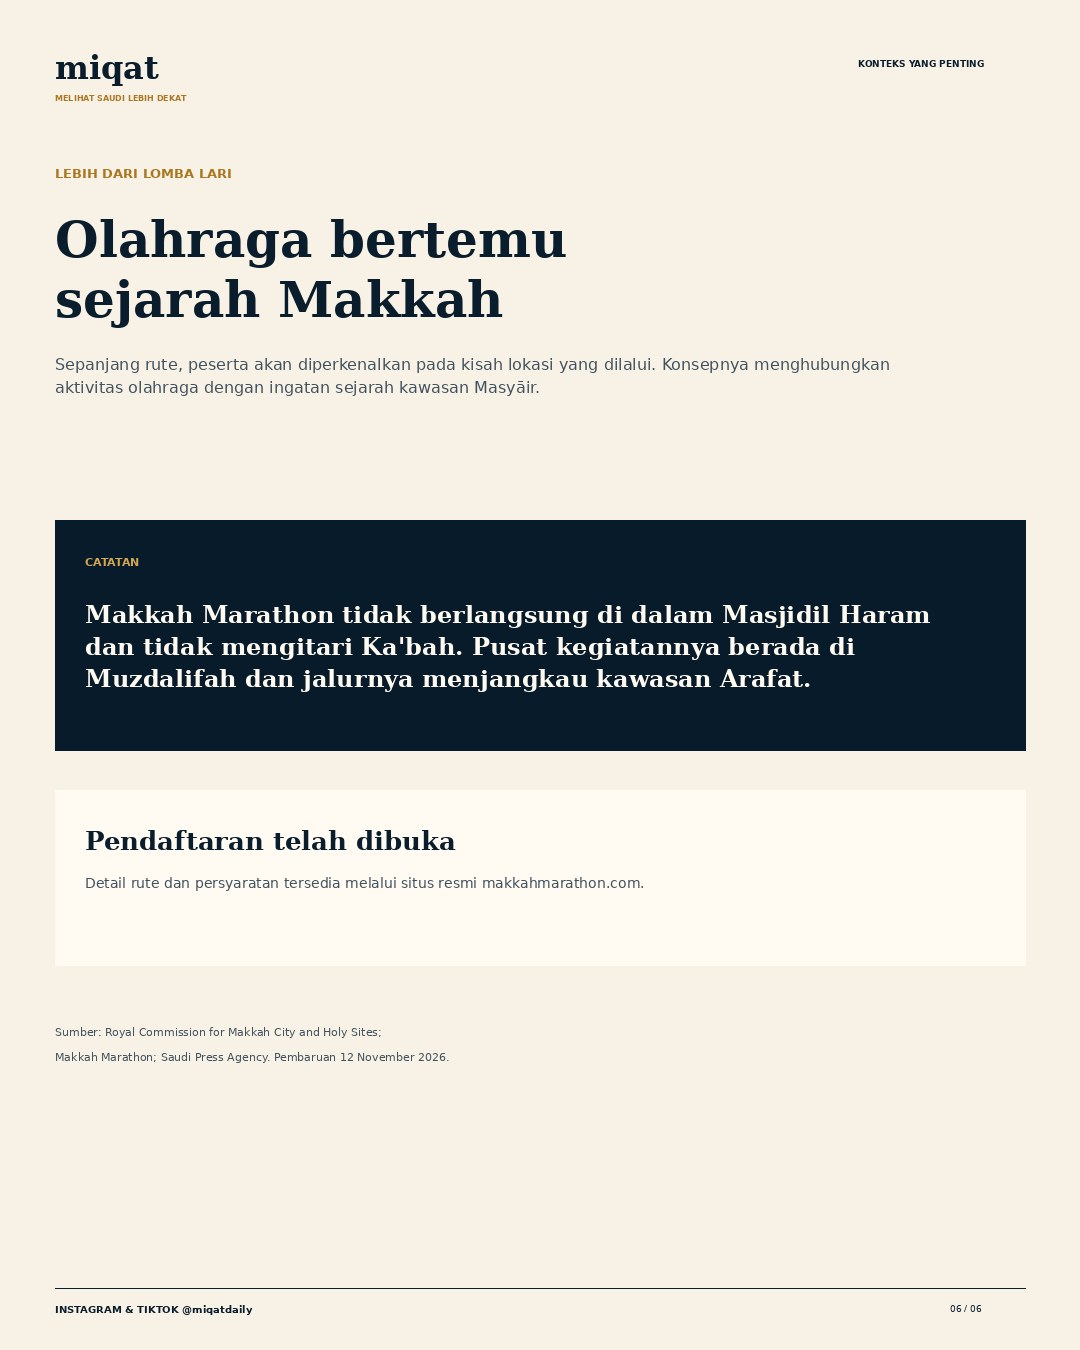 miqat
KONTEKS YANG PENTING
MELIHAT SAUDI LEBIH DEKAT
LEBIH DARI LOMBA LARI
Olahraga bertemu
sejarah Makkah
Sepanjang rute, peserta akan diperkenalkan pada kisah lokasi yang dilalui. Konsepnya menghubungkan
aktivitas olahraga dengan ingatan sejarah kawasan Masyāir.
CATATAN
Makkah Marathon tidak berlangsung di dalam Masjidil Haram
dan tidak mengitari Ka'bah. Pusat kegiatannya berada di
Muzdalifah dan jalurnya menjangkau kawasan Arafat.
Pendaftaran telah dibuka
Detail rute dan persyaratan tersedia melalui situs resmi makkahmarathon.com.
Sumber: Royal Commission for Makkah City and Holy Sites;
Makkah Marathon; Saudi Press Agency. Pembaruan 12 November 2026.
INSTAGRAM & TIKTOK @miqatdaily
06 / 06